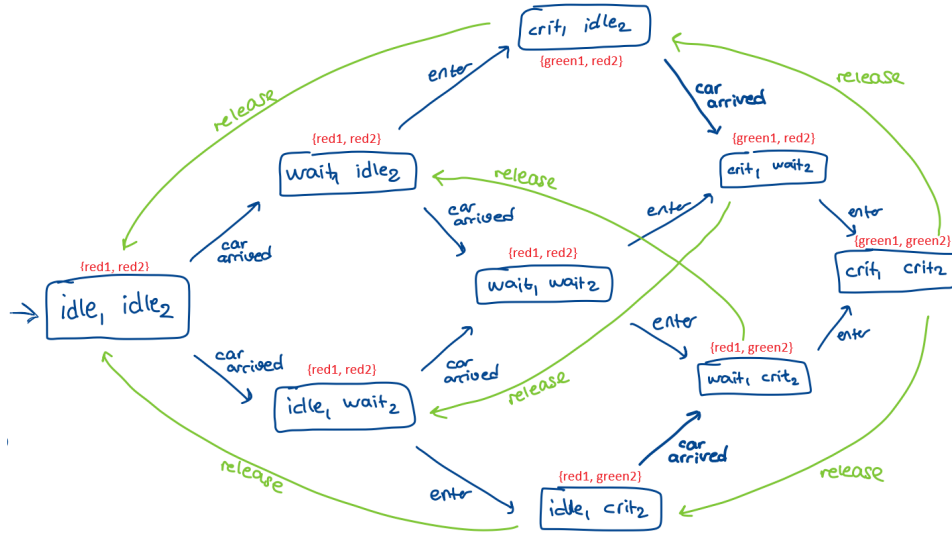 crit₁ idle₂
{green1, red2}
enter
release
car
arrived
release
{red1, red2}
wait₁ idle₂
{green1, red2}
crit₁ wait₂
release
car
arrived
enter
enter
car
arrived
{red1, red2}
idle₁ idle₂
{red1, red2}
wait₁ wait₂
{green1, green2}
crit₁ crit₂
enter
enter
car
arrived
{red1, red2}
idle₁ wait₂
car
arrived
release
{red1, green2}
wait₁ crit₂
car
arrived
release
enter
{red1, green2}
idle₁ crit₂
release